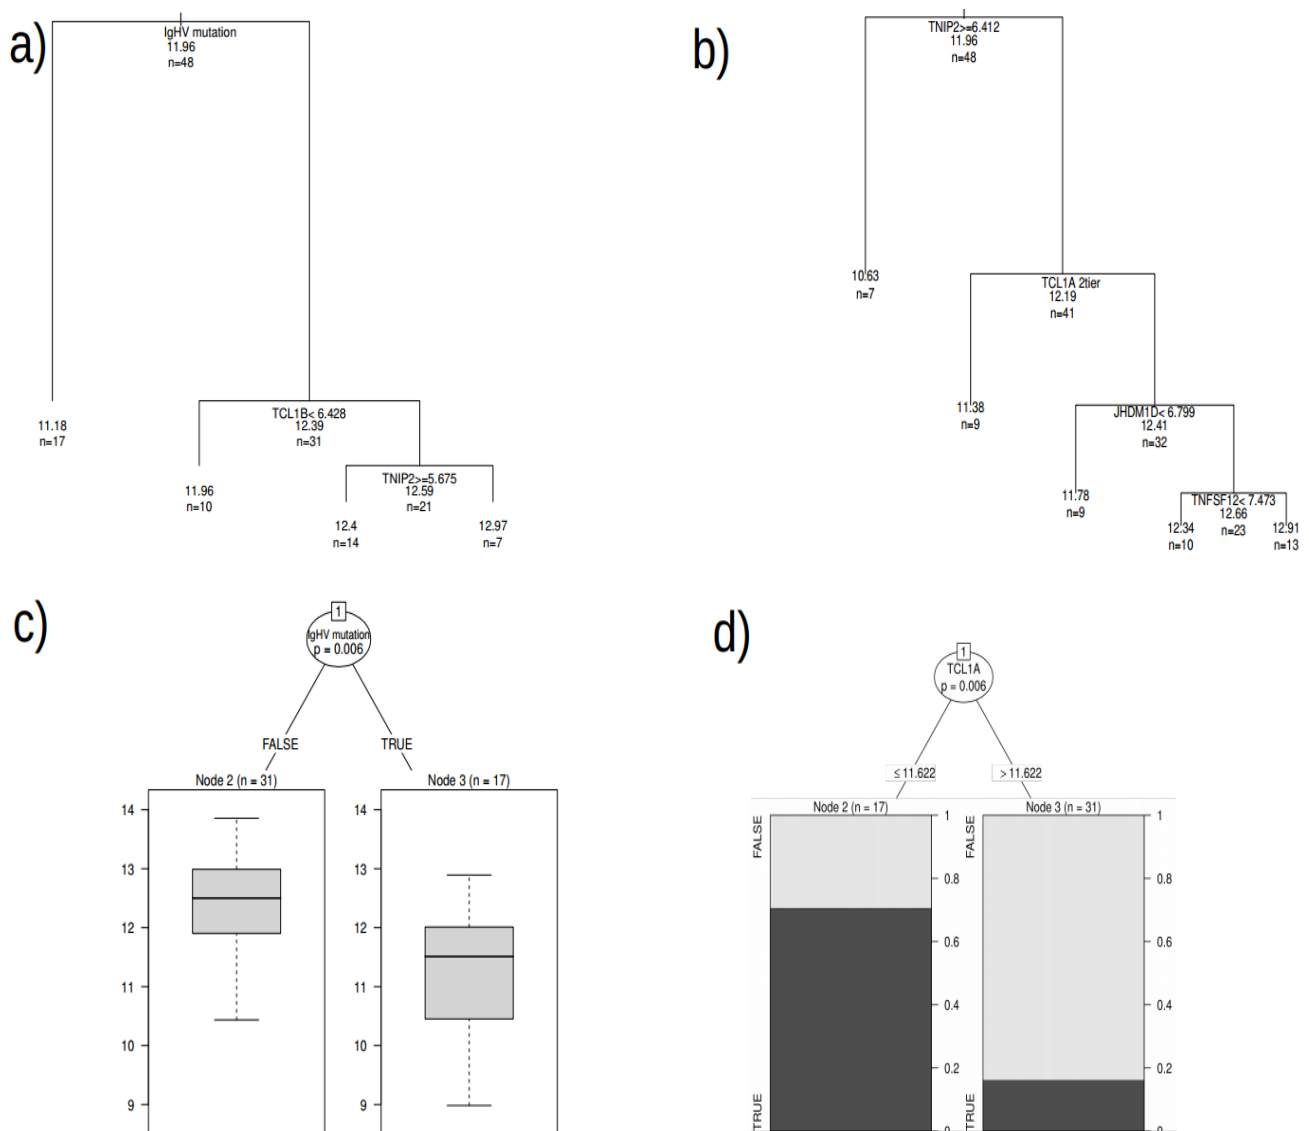 a)
IgHV mutation
11.96
n=48
11.18
n=17
TCL1B< 6.428
12.39
n=31
11.96
n=10
TNIP2>=5.675
12.59
n=21
12.4
n=14
12.97
n=7
b)
TNIP2>=6.412
11.96
n=48
10.63
n=7
TCL1A 2tier
12.19
n=41
11.38
n=9
JHDM1D< 6.799
12.41
n=32
11.78
n=9
TNFSF12< 7.473
12.66
n=23
12.34
n=10
12.91
n=13
c)
1
IgHV mutation
p = 0.006
FALSE
TRUE
Node 2 (n = 31)
14
13
12
11
10
9
Node 3 (n = 17)
14
13
12
11
10
9
d)
1
TCL1A
p = 0.006
≤ 11.622
> 11.622
Node 2 (n = 17)
FALSE
TRUE
1
0.8
0.6
0.4
0.2
0
Node 3 (n = 31)
FALSE
TRUE
1
0.8
0.6
0.4
0.2
0